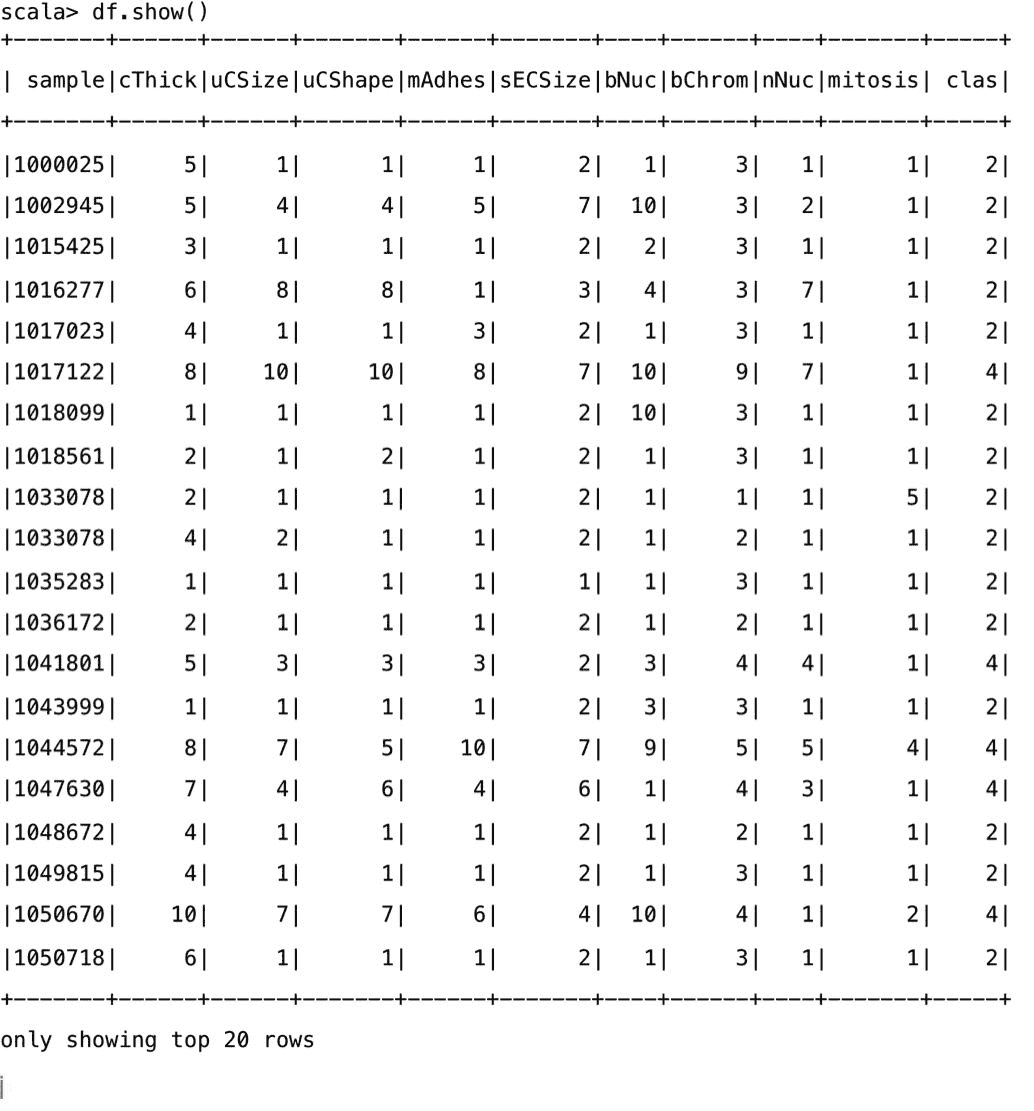 scala> df.show()
+-------+------+------+-------+------+-------+----+------+----+-------+-----+
| sample|cThick|uCSize|uCShape|mAdhes|sECSize|bNuc|bChrom|nNuc|mitosis| clas|
+-------+------+------+-------+------+-------+----+------+----+-------+-----+
|1000025|     5|     1|      1|     1|      2|   1|     3|   1|      1|    2|
|1002945|     5|     4|      4|     5|      7|  10|     3|   2|      1|    2|
|1015425|     3|     1|      1|     1|      2|   2|     3|   1|      1|    2|
|1016277|     6|     8|      8|     1|      3|   4|     3|   7|      1|    2|
|1017023|     4|     1|      1|     3|      2|   1|     3|   1|      1|    2|
|1017122|     8|    10|     10|     8|      7|  10|     9|   7|      1|    4|
|1018099|     1|     1|      1|     1|      2|  10|     3|   1|      1|    2|
|1018561|     2|     1|      2|     1|      2|   1|     3|   1|      1|    2|
|1033078|     2|     1|      1|     1|      2|   1|     1|   1|      5|    2|
|1033078|     4|     2|      1|     1|      2|   1|     2|   1|      1|    2|
|1035283|     1|     1|      1|     1|      1|   1|     3|   1|      1|    2|
|1036172|     2|     1|      1|     1|      2|   1|     2|   1|      1|    2|
|1041801|     5|     3|      3|     3|      2|   3|     4|   4|      1|    4|
|1043999|     1|     1|      1|     1|      2|   3|     3|   1|      1|    2|
|1044572|     8|     7|      5|    10|      7|   9|     5|   5|      4|    4|
|1047630|     7|     4|      6|     4|      6|   1|     4|   3|      1|    4|
|1048672|     4|     1|      1|     1|      2|   1|     2|   1|      1|    2|
|1049815|     4|     1|      1|     1|      2|   1|     3|   1|      1|    2|
|1050670|    10|     7|      7|     6|      4|  10|     4|   1|      2|    4|
|1050718|     6|     1|      1|     1|      2|   1|     3|   1|      1|    2|
+-------+------+------+-------+------+-------+----+------+----+-------+-----+
only showing top 20 rows